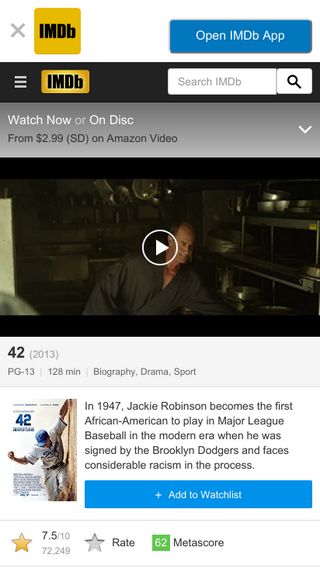 IMDb
Open IMDb App
IMDb
Search IMDb
Watch Now or On Disc
From $2.99 (SD) on Amazon Video
42 (2013)
PG-13 | 128 min | Biography, Drama, Sport
42
In 1947, Jackie Robinson becomes the first
African-American to play in Major League
Baseball in the modern era when he was
signed by the Brooklyn Dodgers and faces
considerable racism in the process.
+ Add to Watchlist
7.5/10
72,249
Rate
62 Metascore